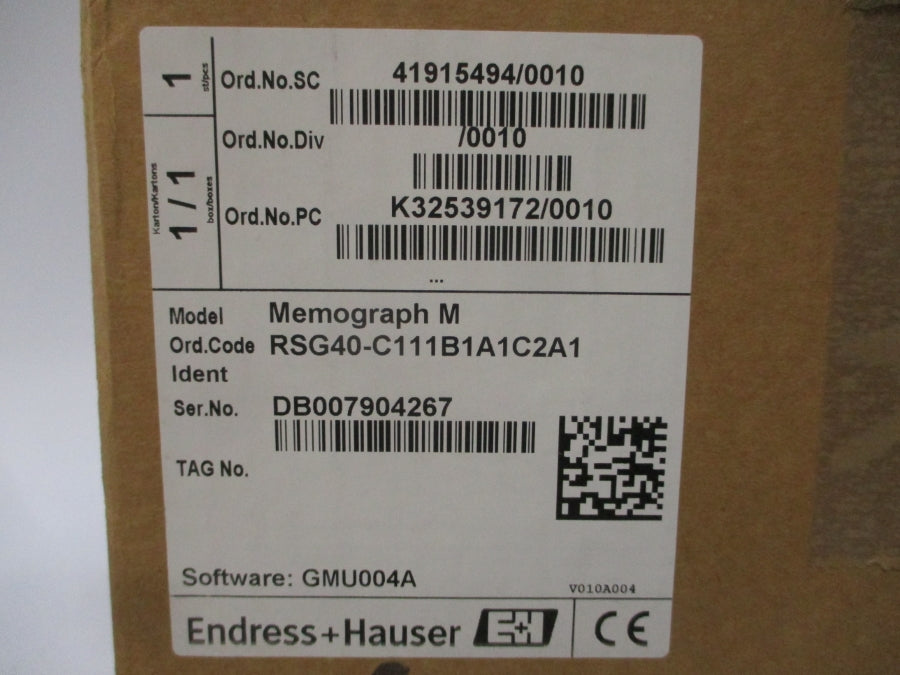 1
st/pcs
Ord.No.SC 41915494/0010
Ord.No.Div /0010
Karton/Kartons
1 / 1
box/boxes
Ord.No.PC K32539172/0010
...
Model Memograph M
Ord.Code RSG40-C111B1A1C2A1
Ident
Ser.No. DB007904267
TAG No.
Software: GMU004A
V010A004
Endress+Hauser E+H CE